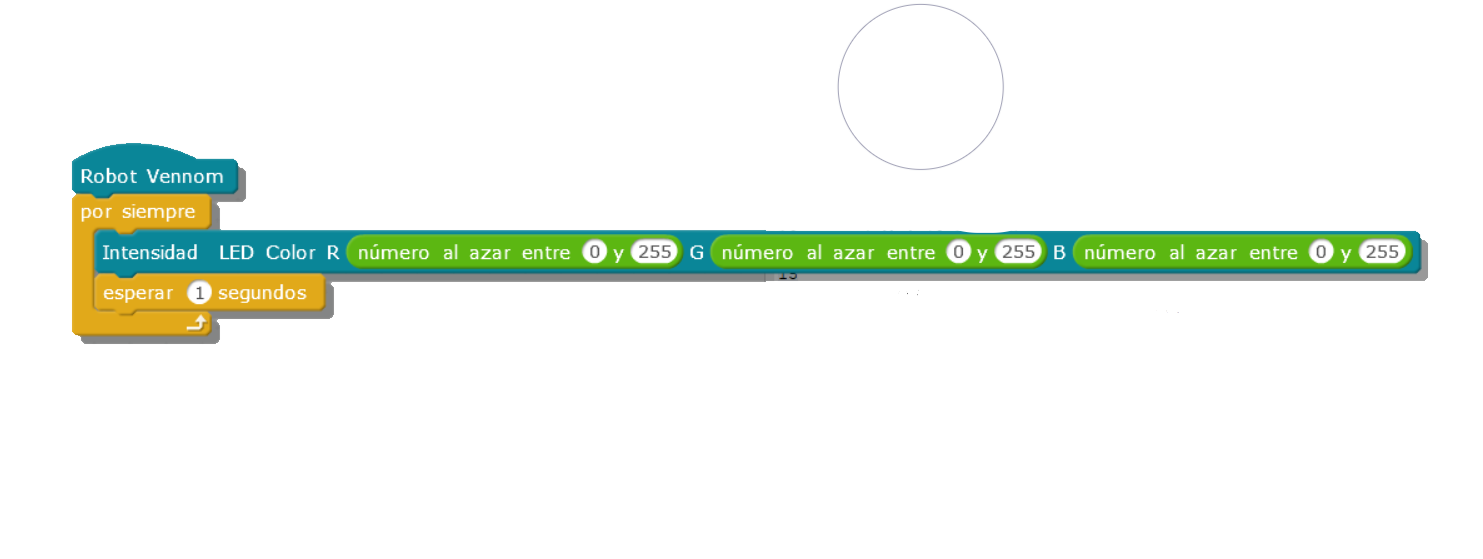 Robot Vennom
por siempre
Intensidad LED Color R número al azar entre 0 y 255 G número al azar entre 0 y 255 B número al azar entre 0 y 255
esperar 1 segundos